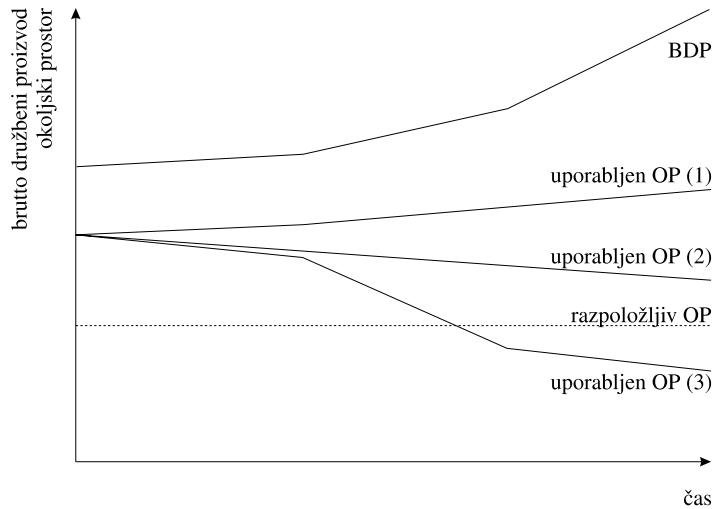 brutto družbeni proizvod
okoljski prostor
BDP
uporabljen OP (1)
uporabljen OP (2)
razpoložljiv OP
uporabljen OP (3)
čas